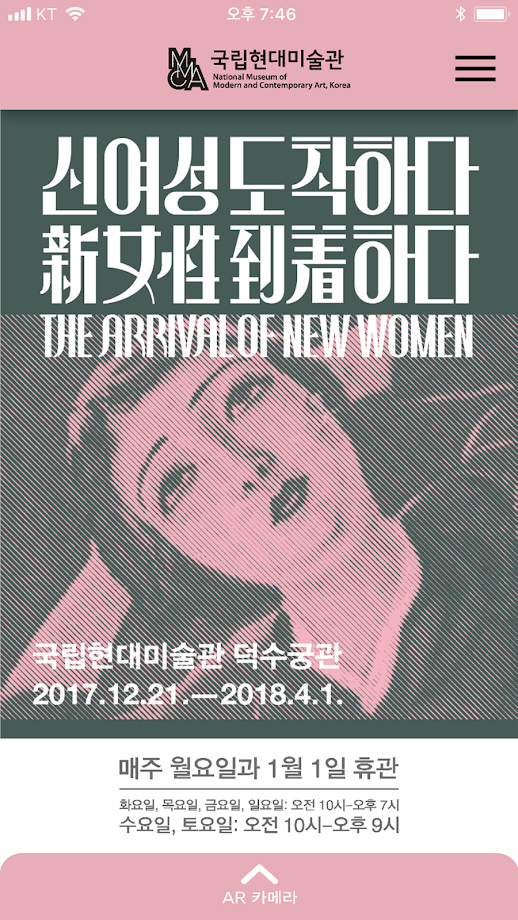 KT 오후 7:46
MMCA 국립현대미술관
National Museum of
Modern and Contemporary Art, Korea
신여성 도착하다
新女性 到着하다
THE ARRIVAL OF NEW WOMEN
국립현대미술관 덕수궁관
2017.12.21.—2018.4.1.
매주 월요일과 1월 1일 휴관
화요일, 목요일, 금요일, 일요일: 오전 10시–오후 7시
수요일, 토요일: 오전 10시–오후 9시
AR 카메라